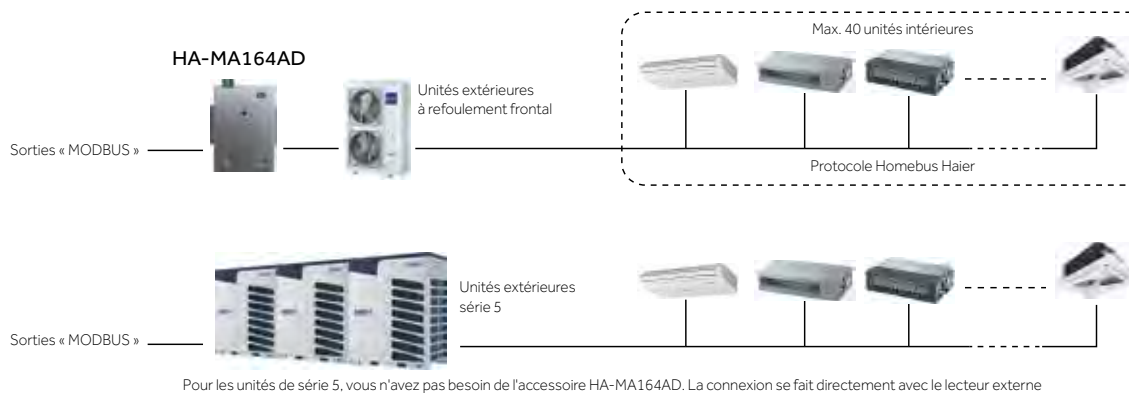 Max. 40 unités intérieures
HA-MA164AD
Unités extérieures
à refoulement frontal
Sorties « MODBUS »
Protocole Homebus Haier
Unités extérieures
série 5
Sorties « MODBUS »
Pour les unités de série 5, vous n'avez pas besoin de l'accessoire HA-MA164AD. La connexion se fait directement avec le lecteur externe